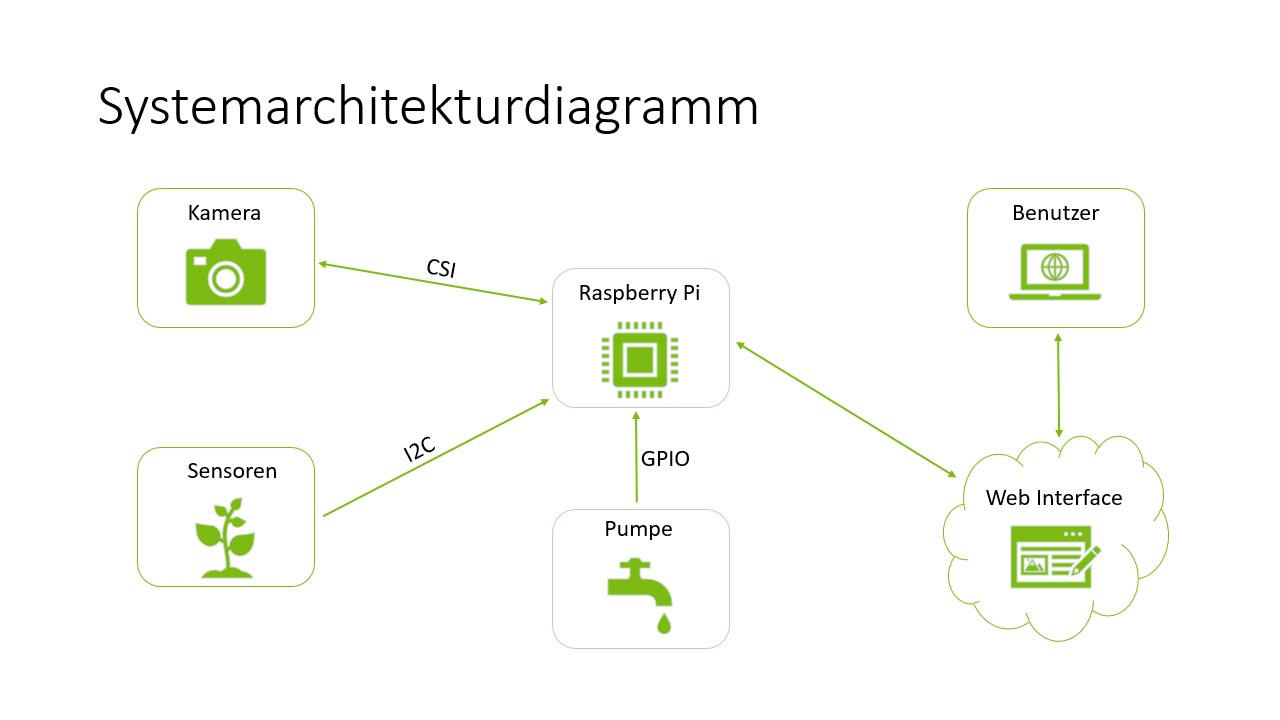 Systemarchitekturdiagramm
Kamera
Benutzer
CSI
Raspberry Pi
I2C
GPIO
Sensoren
Web Interface
Pumpe